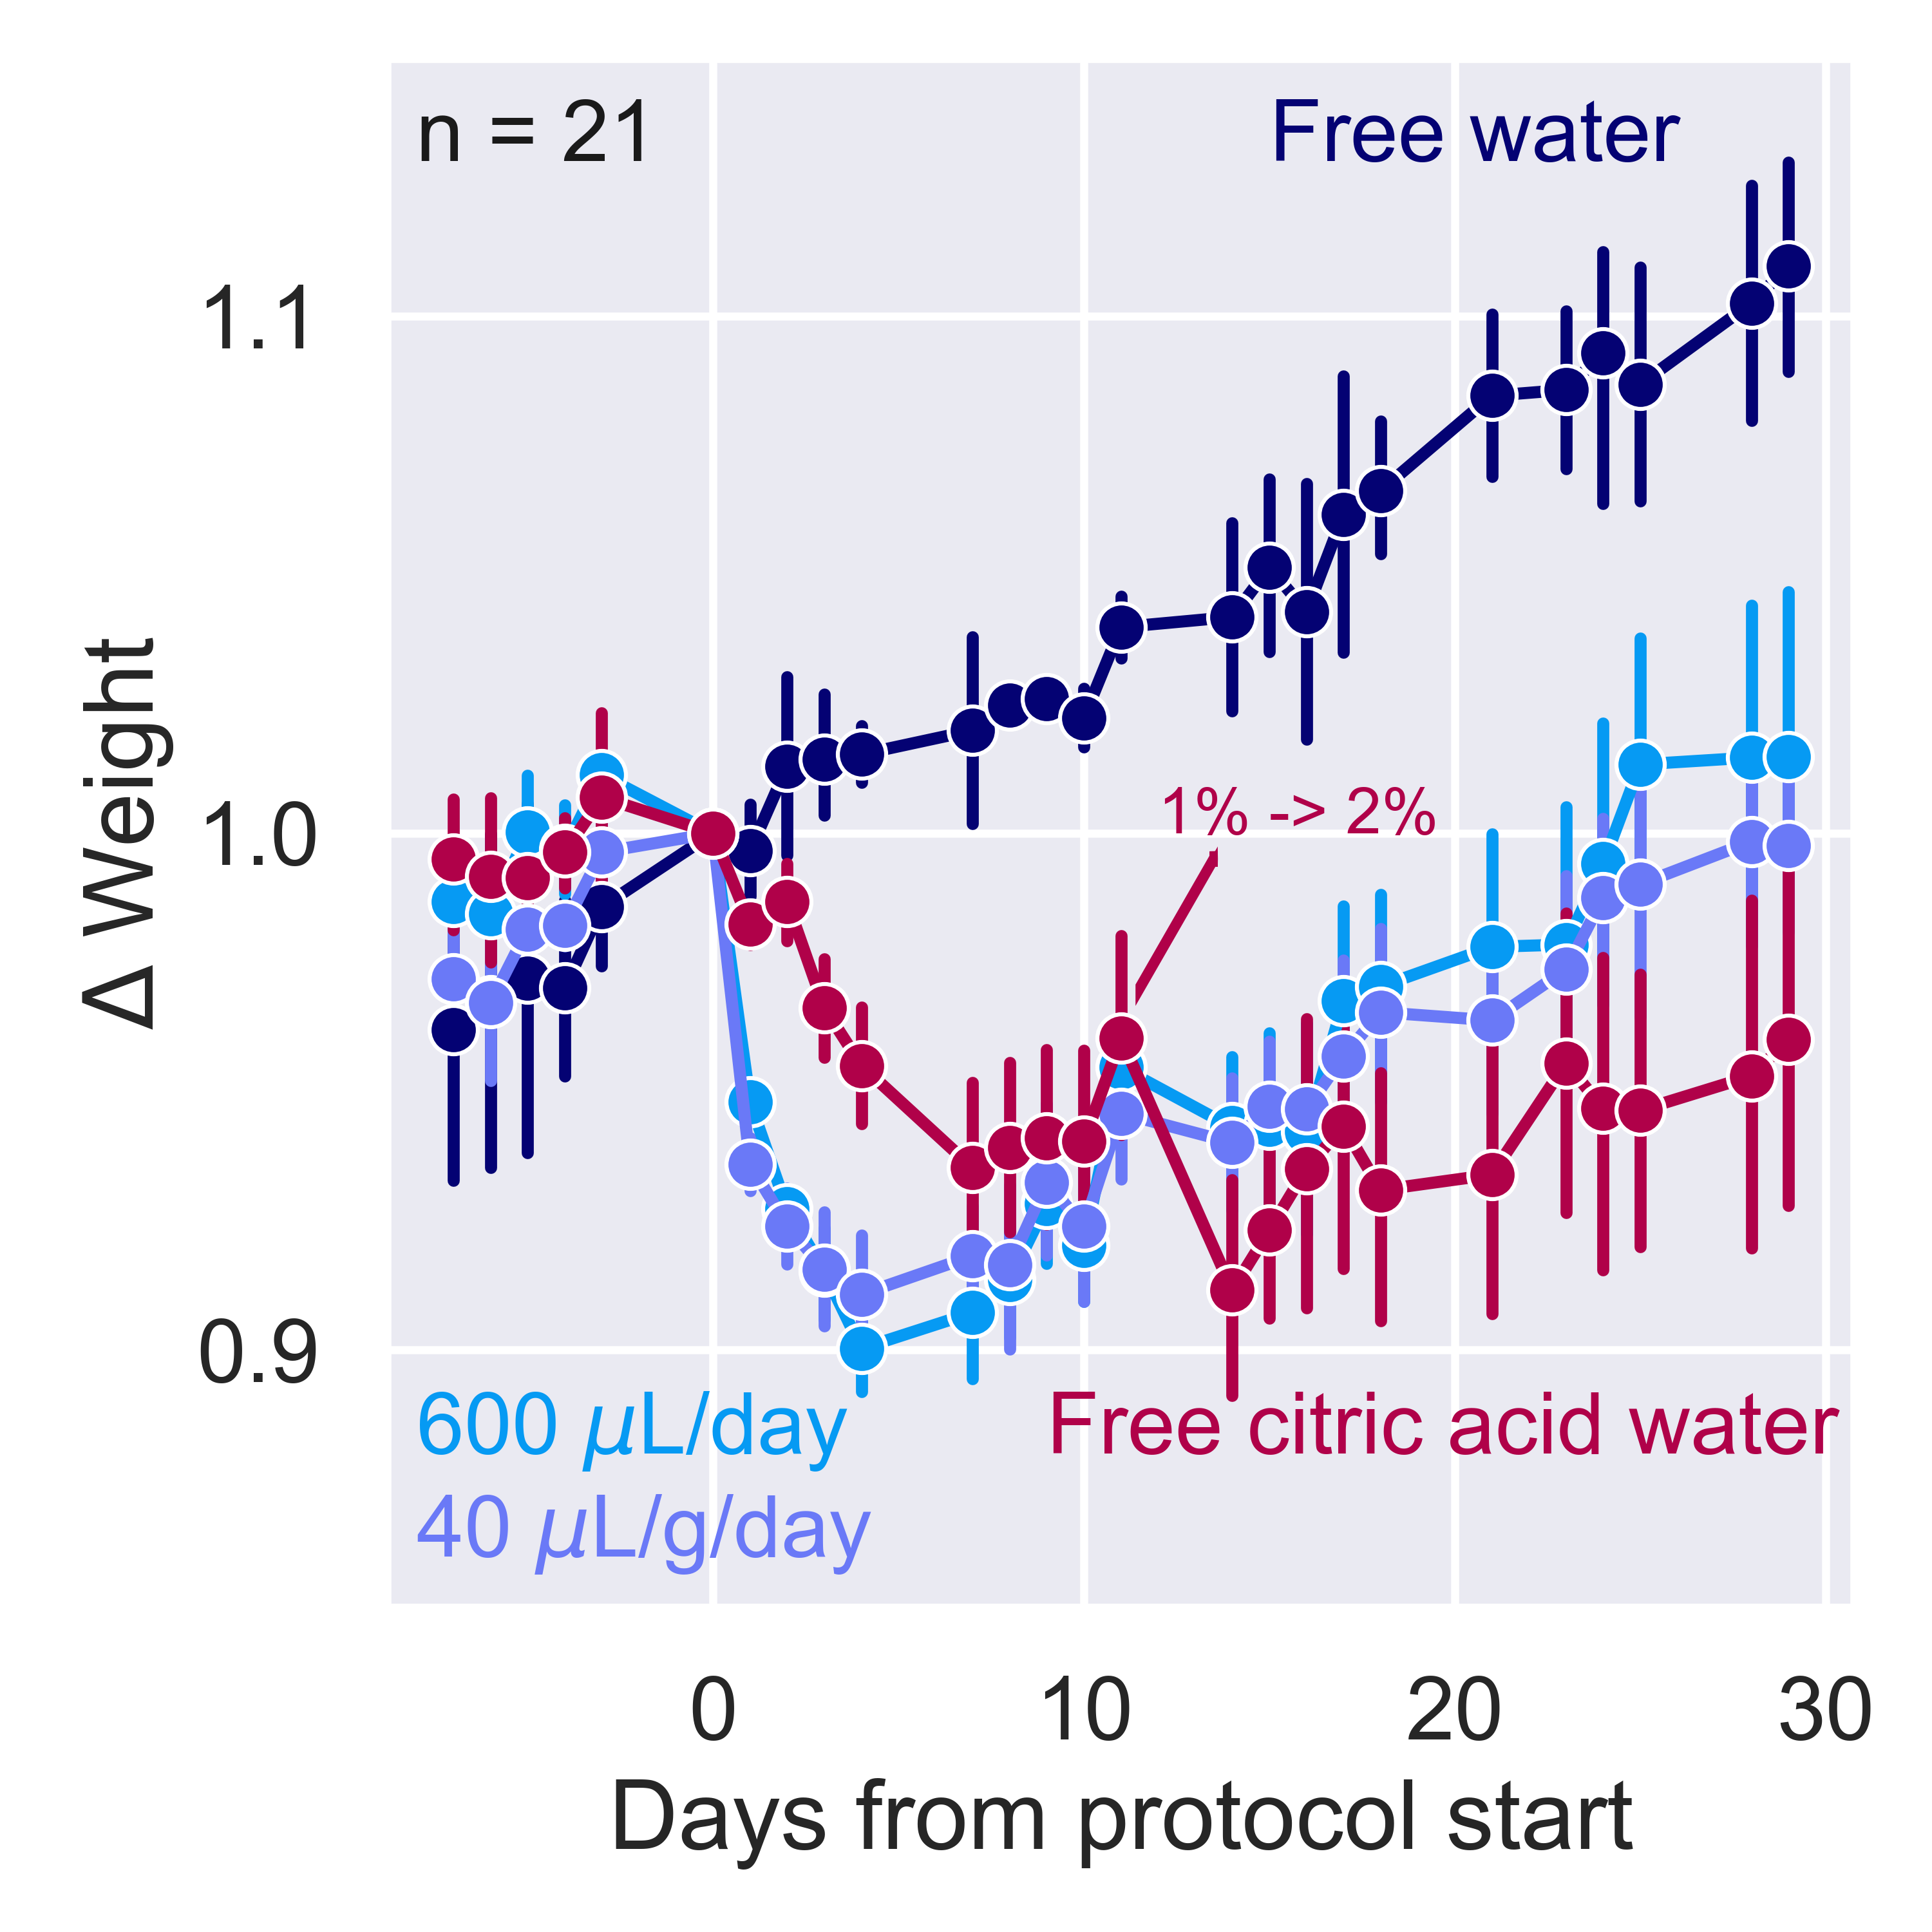 n = 21
Free water
1.1
1% -> 2%
1.0
Δ Weight
0.9
600 μL/day
Free citric acid water
40 μL/g/day
0
10
20
30
Days from protocol start